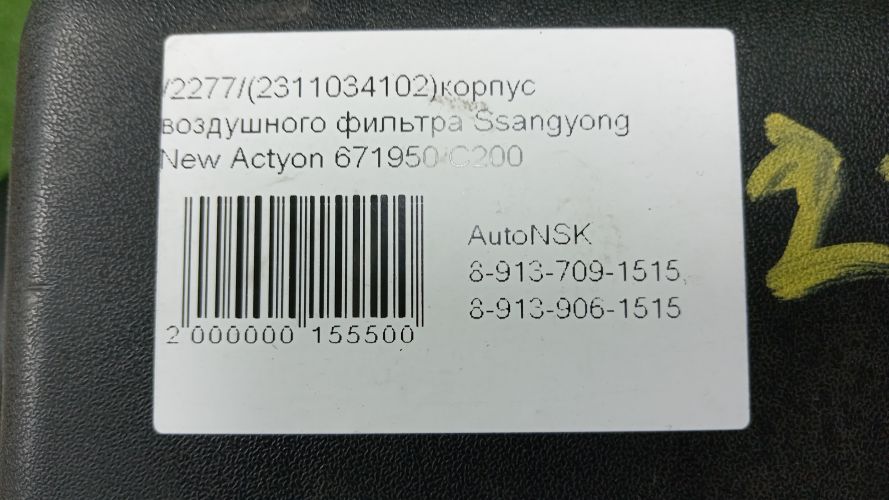 /2277/(2311034102)корпус
воздушного фильтра Ssangyong
New Actyon 671950/C200
AutoNSK
8-913-709-1515,
8-913-906-1515
2 000000 155500